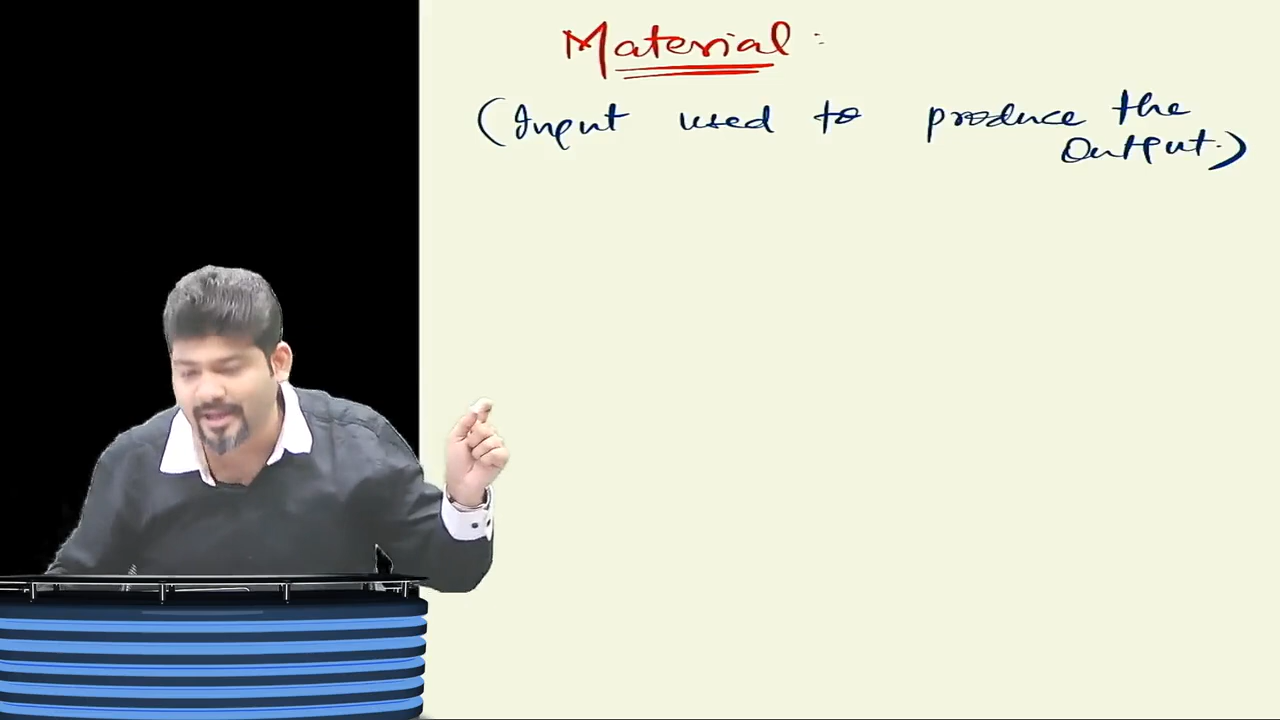 Material :
(Input used to produce the
Output.)